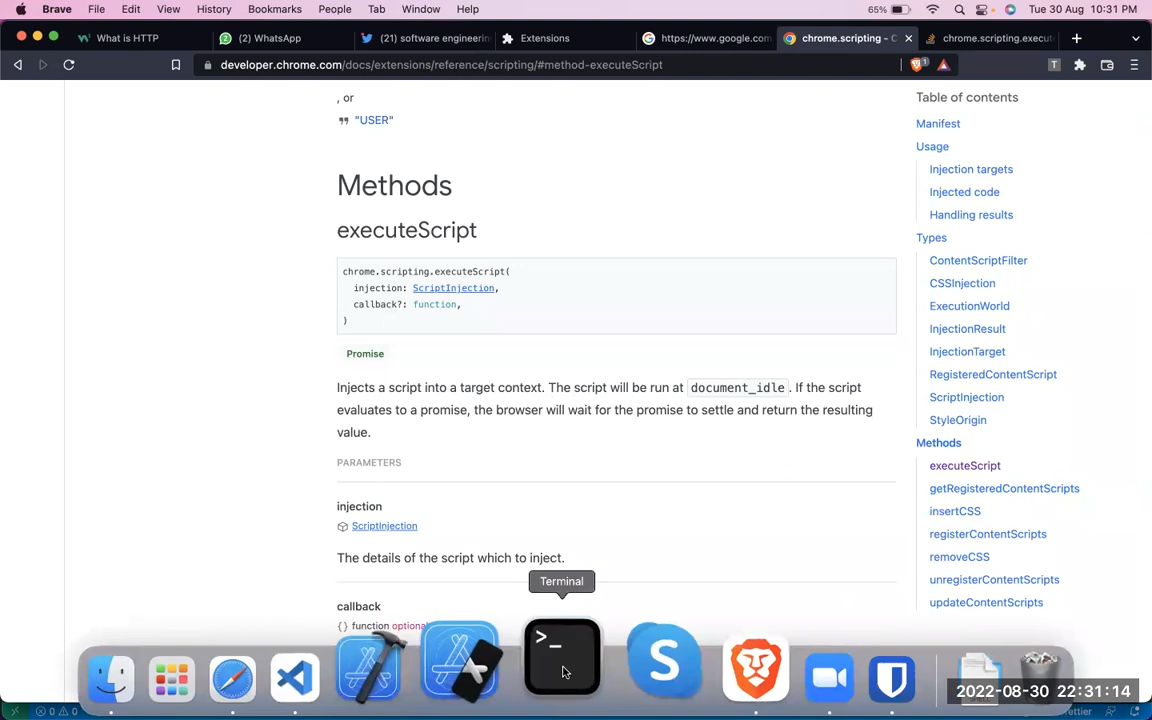 Brave File Edit View History Bookmarks People Tab Window Help 65% Tue 30 Aug 10:31 PM
What is HTTP (2) WhatsApp (21) software engineerin Extensions https://www.google.com chrome.scripting - C chrome.scripting.execut
developer.chrome.com/docs/extensions/reference/scripting/#method-executeScript 1 T
, or
"USER"
Methods
executeScript
chrome.scripting.executeScript(
injection: ScriptInjection,
callback?: function,
)
Promise
Injects a script into a target context. The script will be run at document_idle. If the script
evaluates to a promise, the browser will wait for the promise to settle and return the resulting
value.
PARAMETERS
injection
ScriptInjection
The details of the script which to inject.
callback
{} function optional
Table of contents
Manifest
Usage
Injection targets
Injected code
Handling results
Types
ContentScriptFilter
CSSInjection
ExecutionWorld
InjectionResult
InjectionTarget
RegisteredContentScript
ScriptInjection
StyleOrigin
Methods
executeScript
getRegisteredContentScripts
insertCSS
registerContentScripts
removeCSS
unregisterContentScripts
updateContentScripts
Terminal
>_
S
2022-08-30 22:31:14
0 0